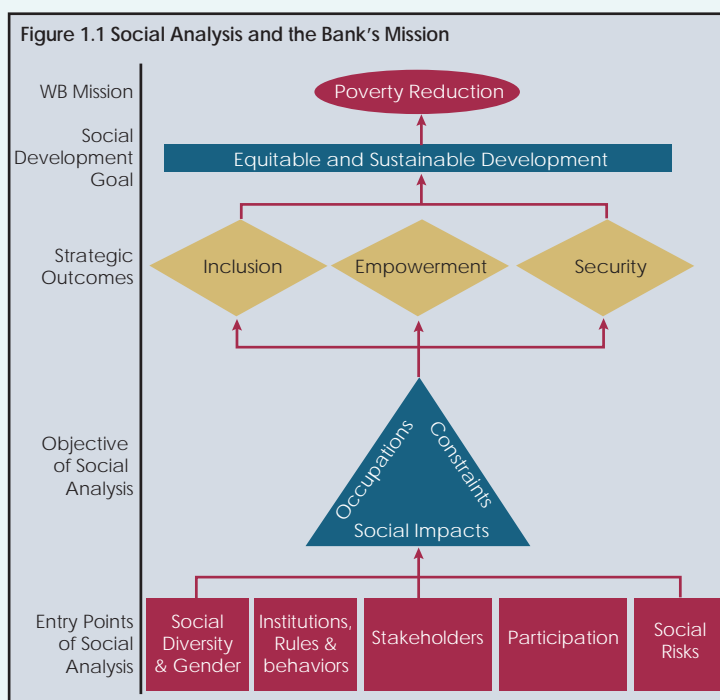 Figure 1.1 Social Analysis and the Bank's Mission
WB Mission
Poverty Reduction
Social
Development
Goal
Equitable and Sustainable Development
Strategic
Outcomes
Inclusion
Empowerment
Security
Objective
of Social
Analysis
Occupations
Constraints
Social Impacts
Entry Points
of Social
Analysis
Social
Diversity
& Gender
Institutions,
Rules &
behaviors
Stakeholders
Participation
Social
Risks